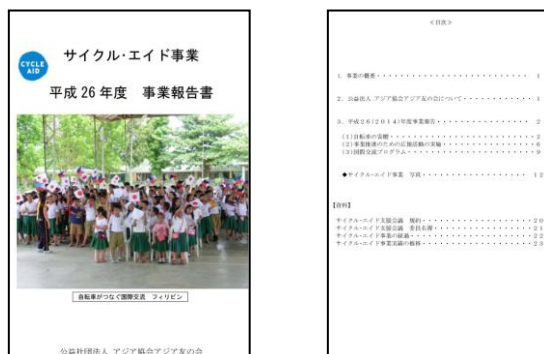 CYCLE
AID
サイクル・エイド事業
平成 26 年度 事業報告書
自転車がつなぐ国際交流 フィリピン
公益社団法人 アジア協会アジア友の会
<目次>
1. 事業の概要・・・・・・・・・・・・・・・・・・・・・・・・・・ 1
2. 公益法人 アジア協会アジア友の会について・・・・・・・・・・・ 1
3. 平成26(2014)年度事業報告・・・・・・・・・・・・・・・・ 2
(1)自転車の寄贈・・・・・・・・・・・・・・・・・・・・・・・・2
(2)事業推進のための広報活動の実施・・・・・・・・・・・・・・・6
(3)国際交流プログラム・・・・・・・・・・・・・・・・・・・・・9
◆サイクル・エイド事業 写真・・・・・・・・・・・・・・・・・ 12
【資料】
サイクル・エイド支援会議 規約・・・・・・・・・・・・・・・・・・20
サイクル・エイド支援会議 委員名簿・・・・・・・・・・・・・・・・21
サイクル・エイド事業の経過・・・・・・・・・・・・・・・・・・・22
サイクル・エイド事業実績の推移・・・・・・・・・・・・・・・・・23